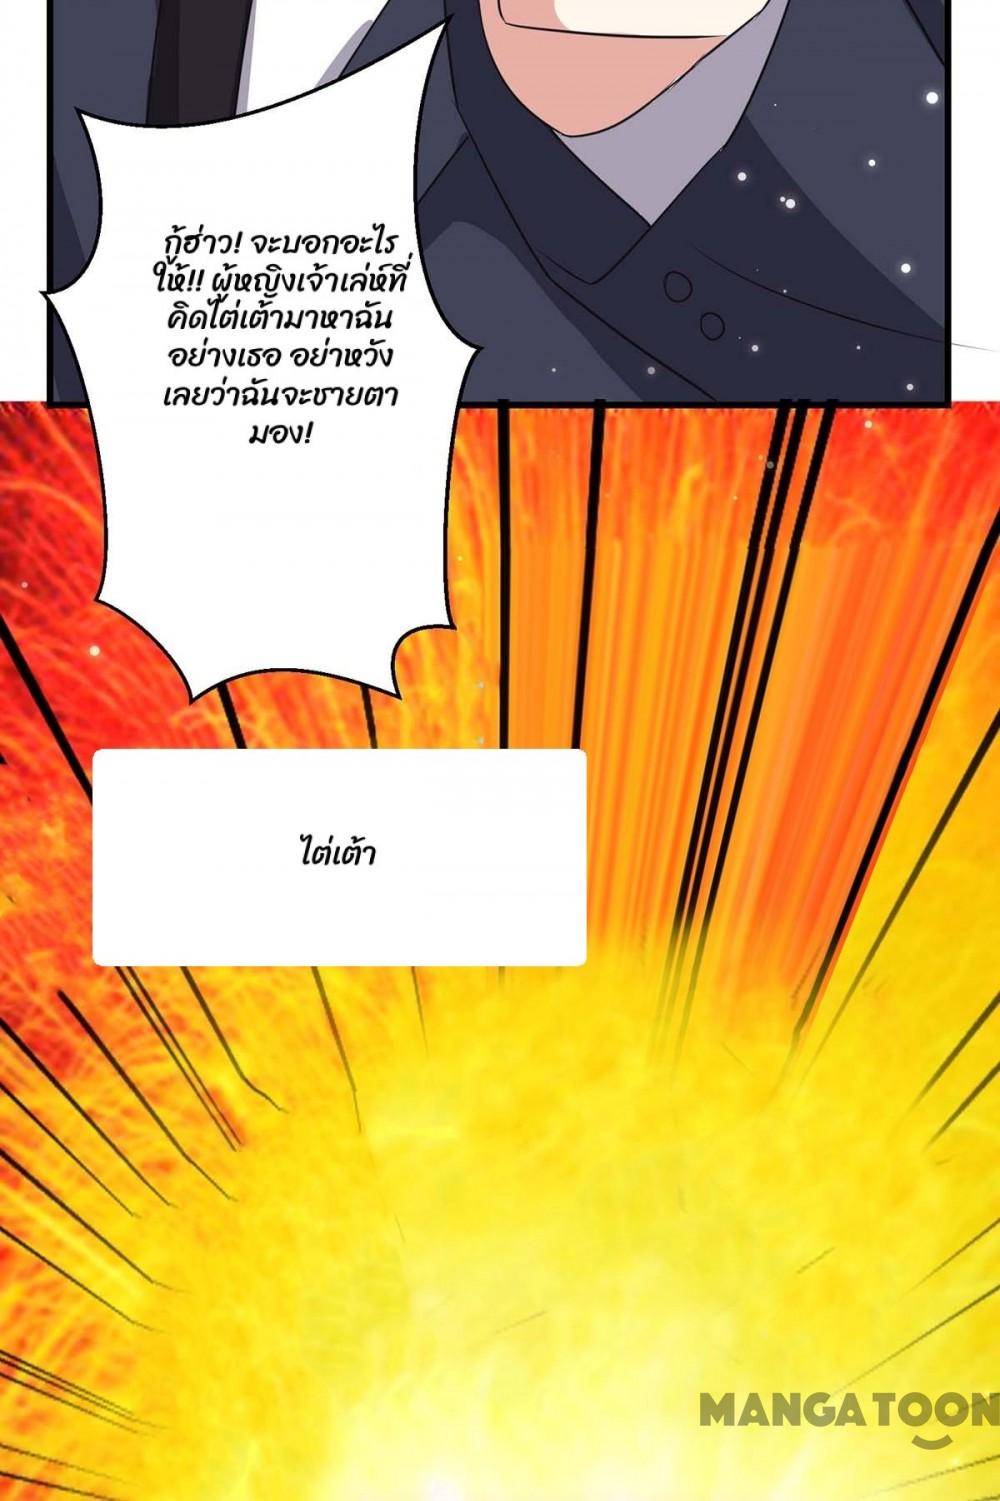 กู้ฮ่าว! จะบอกอะไร
ให้!! ผู้หญิงเจ้าเล่ห์ที่
คิดไต่เต้ามาหาฉัน
อย่างเธอ อย่าหวัง
เลยว่าฉันจะชายตา
มอง!
ไต่เต้า
MANGATOON